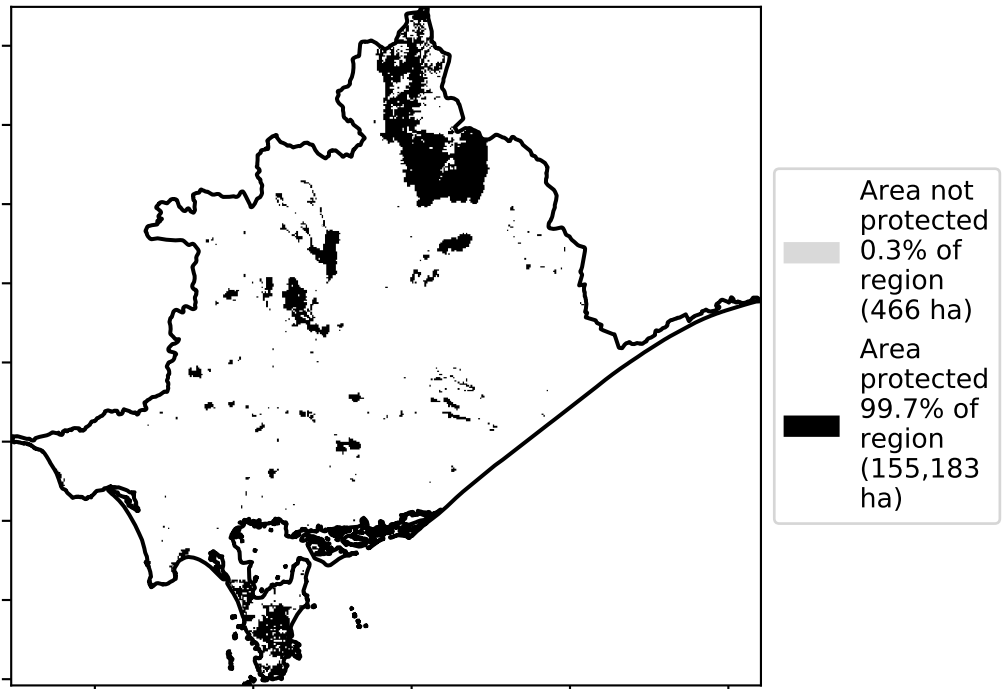 Area not
protected
0.3% of
region
(466 ha)
Area
protected
99.7% of
region
(155,183
ha)